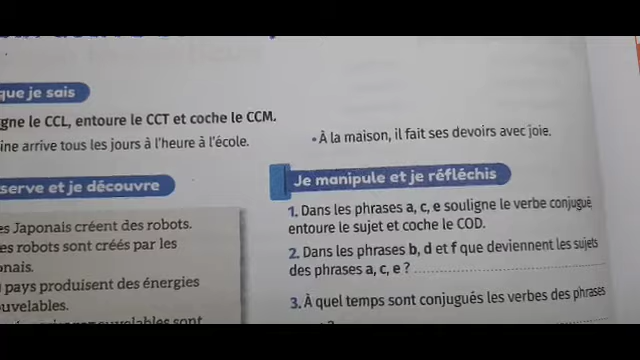 que je sais
gne le CCL, entoure le CCT et coche le CCM.
ine arrive tous les jours à l'heure à l'école.
• À la maison, il fait ses devoirs avec joie.
serve et je découvre
es Japonais créent des robots.
es robots sont créés par les
onais.
pays produisent des énergies
uvelables.
sont
Je manipule et je réfléchis
1. Dans les phrases a, c, e souligne le verbe conjugué
entoure le sujet et coche le COD.
2. Dans les phrases b, d et f que deviennent les sujets
des phrases a, c, e ?
3. À quel temps sont conjugués les verbes des phrases